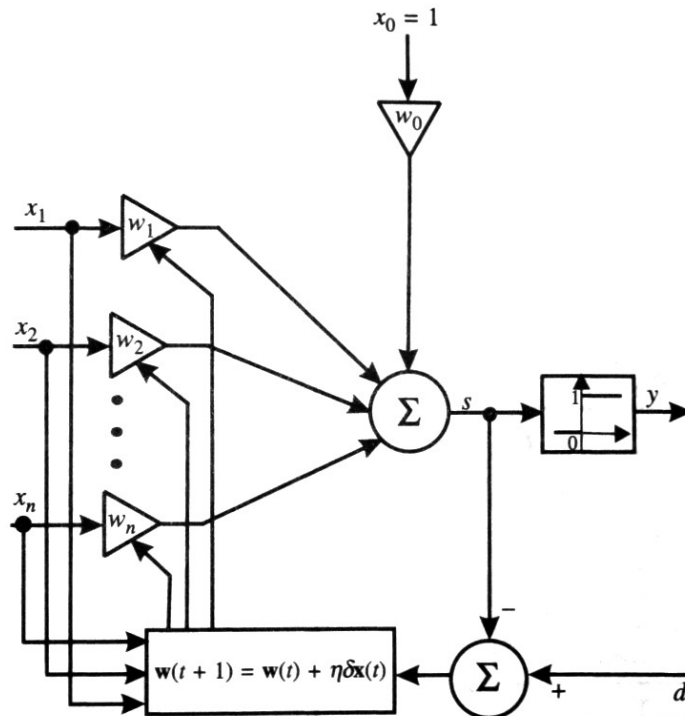 x₀ = 1
w₀
x₁
w₁
x₂
w₂
xₙ
wₙ
Σ
s
1
0
y
−
w(t + 1) = w(t) + ηδx(t)
Σ
+
d